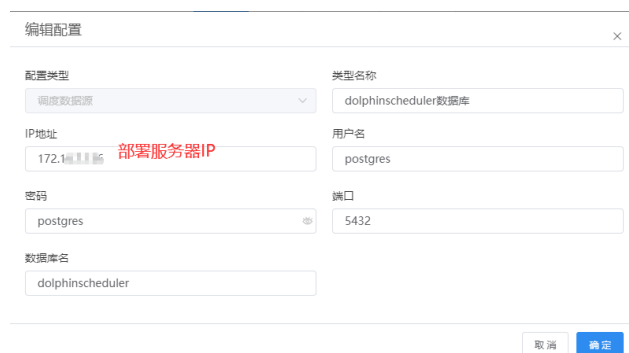 编辑配置
配置类型
类型名称
调度数据源
dolphinscheduler数据库
IP地址
用户名
172.1
部署服务器IP
postgres
密码
端口
postgres
5432
数据库名
dolphinscheduler
取消
确定